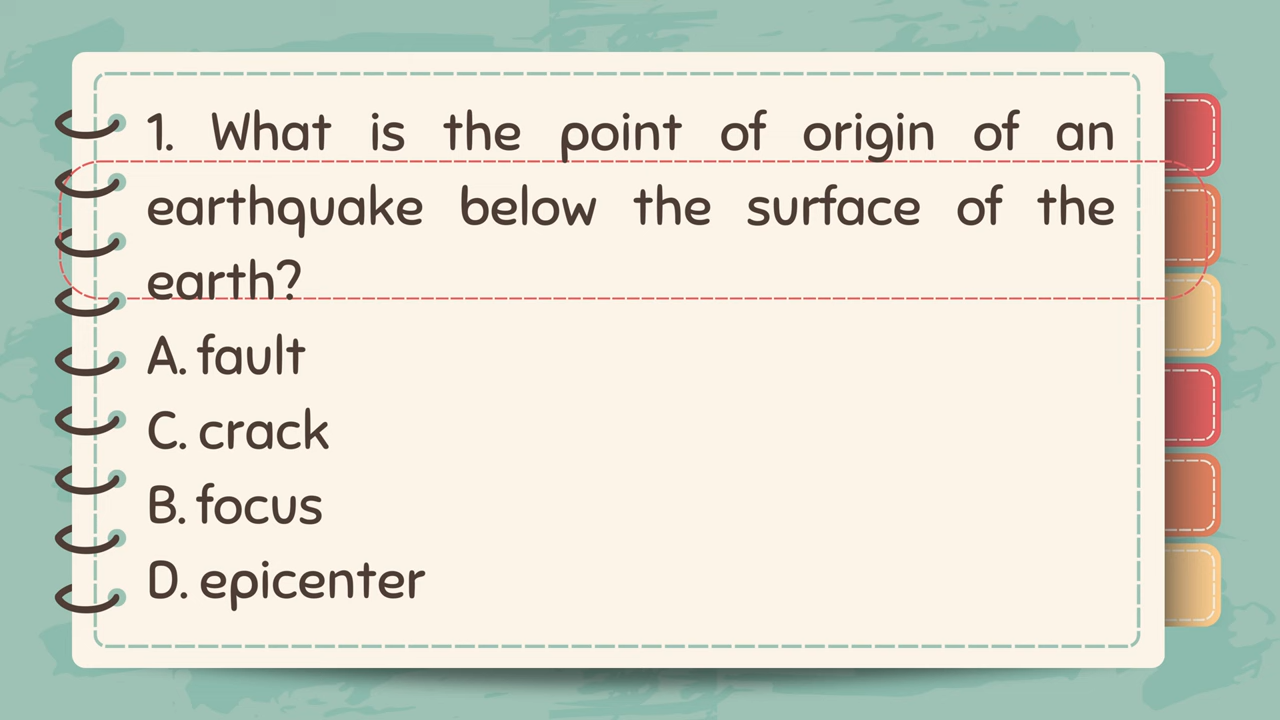 1. What is the point of origin of an
earthquake below the surface of the
earth?
A. fault
C. crack
B. focus
D. epicenter